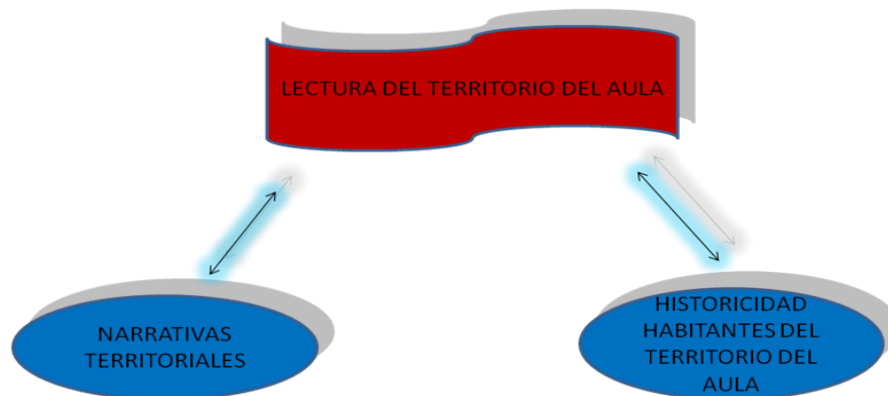 LECTURA DEL TERRITORIO DEL AULA
NARRATIVAS
TERRITORIALES
HISTORICIDAD
HABITANTES DEL
TERRITORIO DEL
AULA